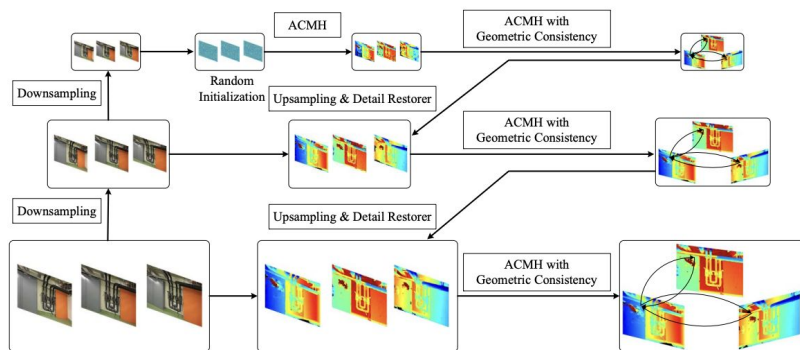 ACMH
ACMH with
Geometric Consistency
Random
Initialization
Downsampling
Upsampling & Detail Restorer
ACMH with
Geometric Consistency
Downsampling
Upsampling & Detail Restorer
ACMH with
Geometric Consistency